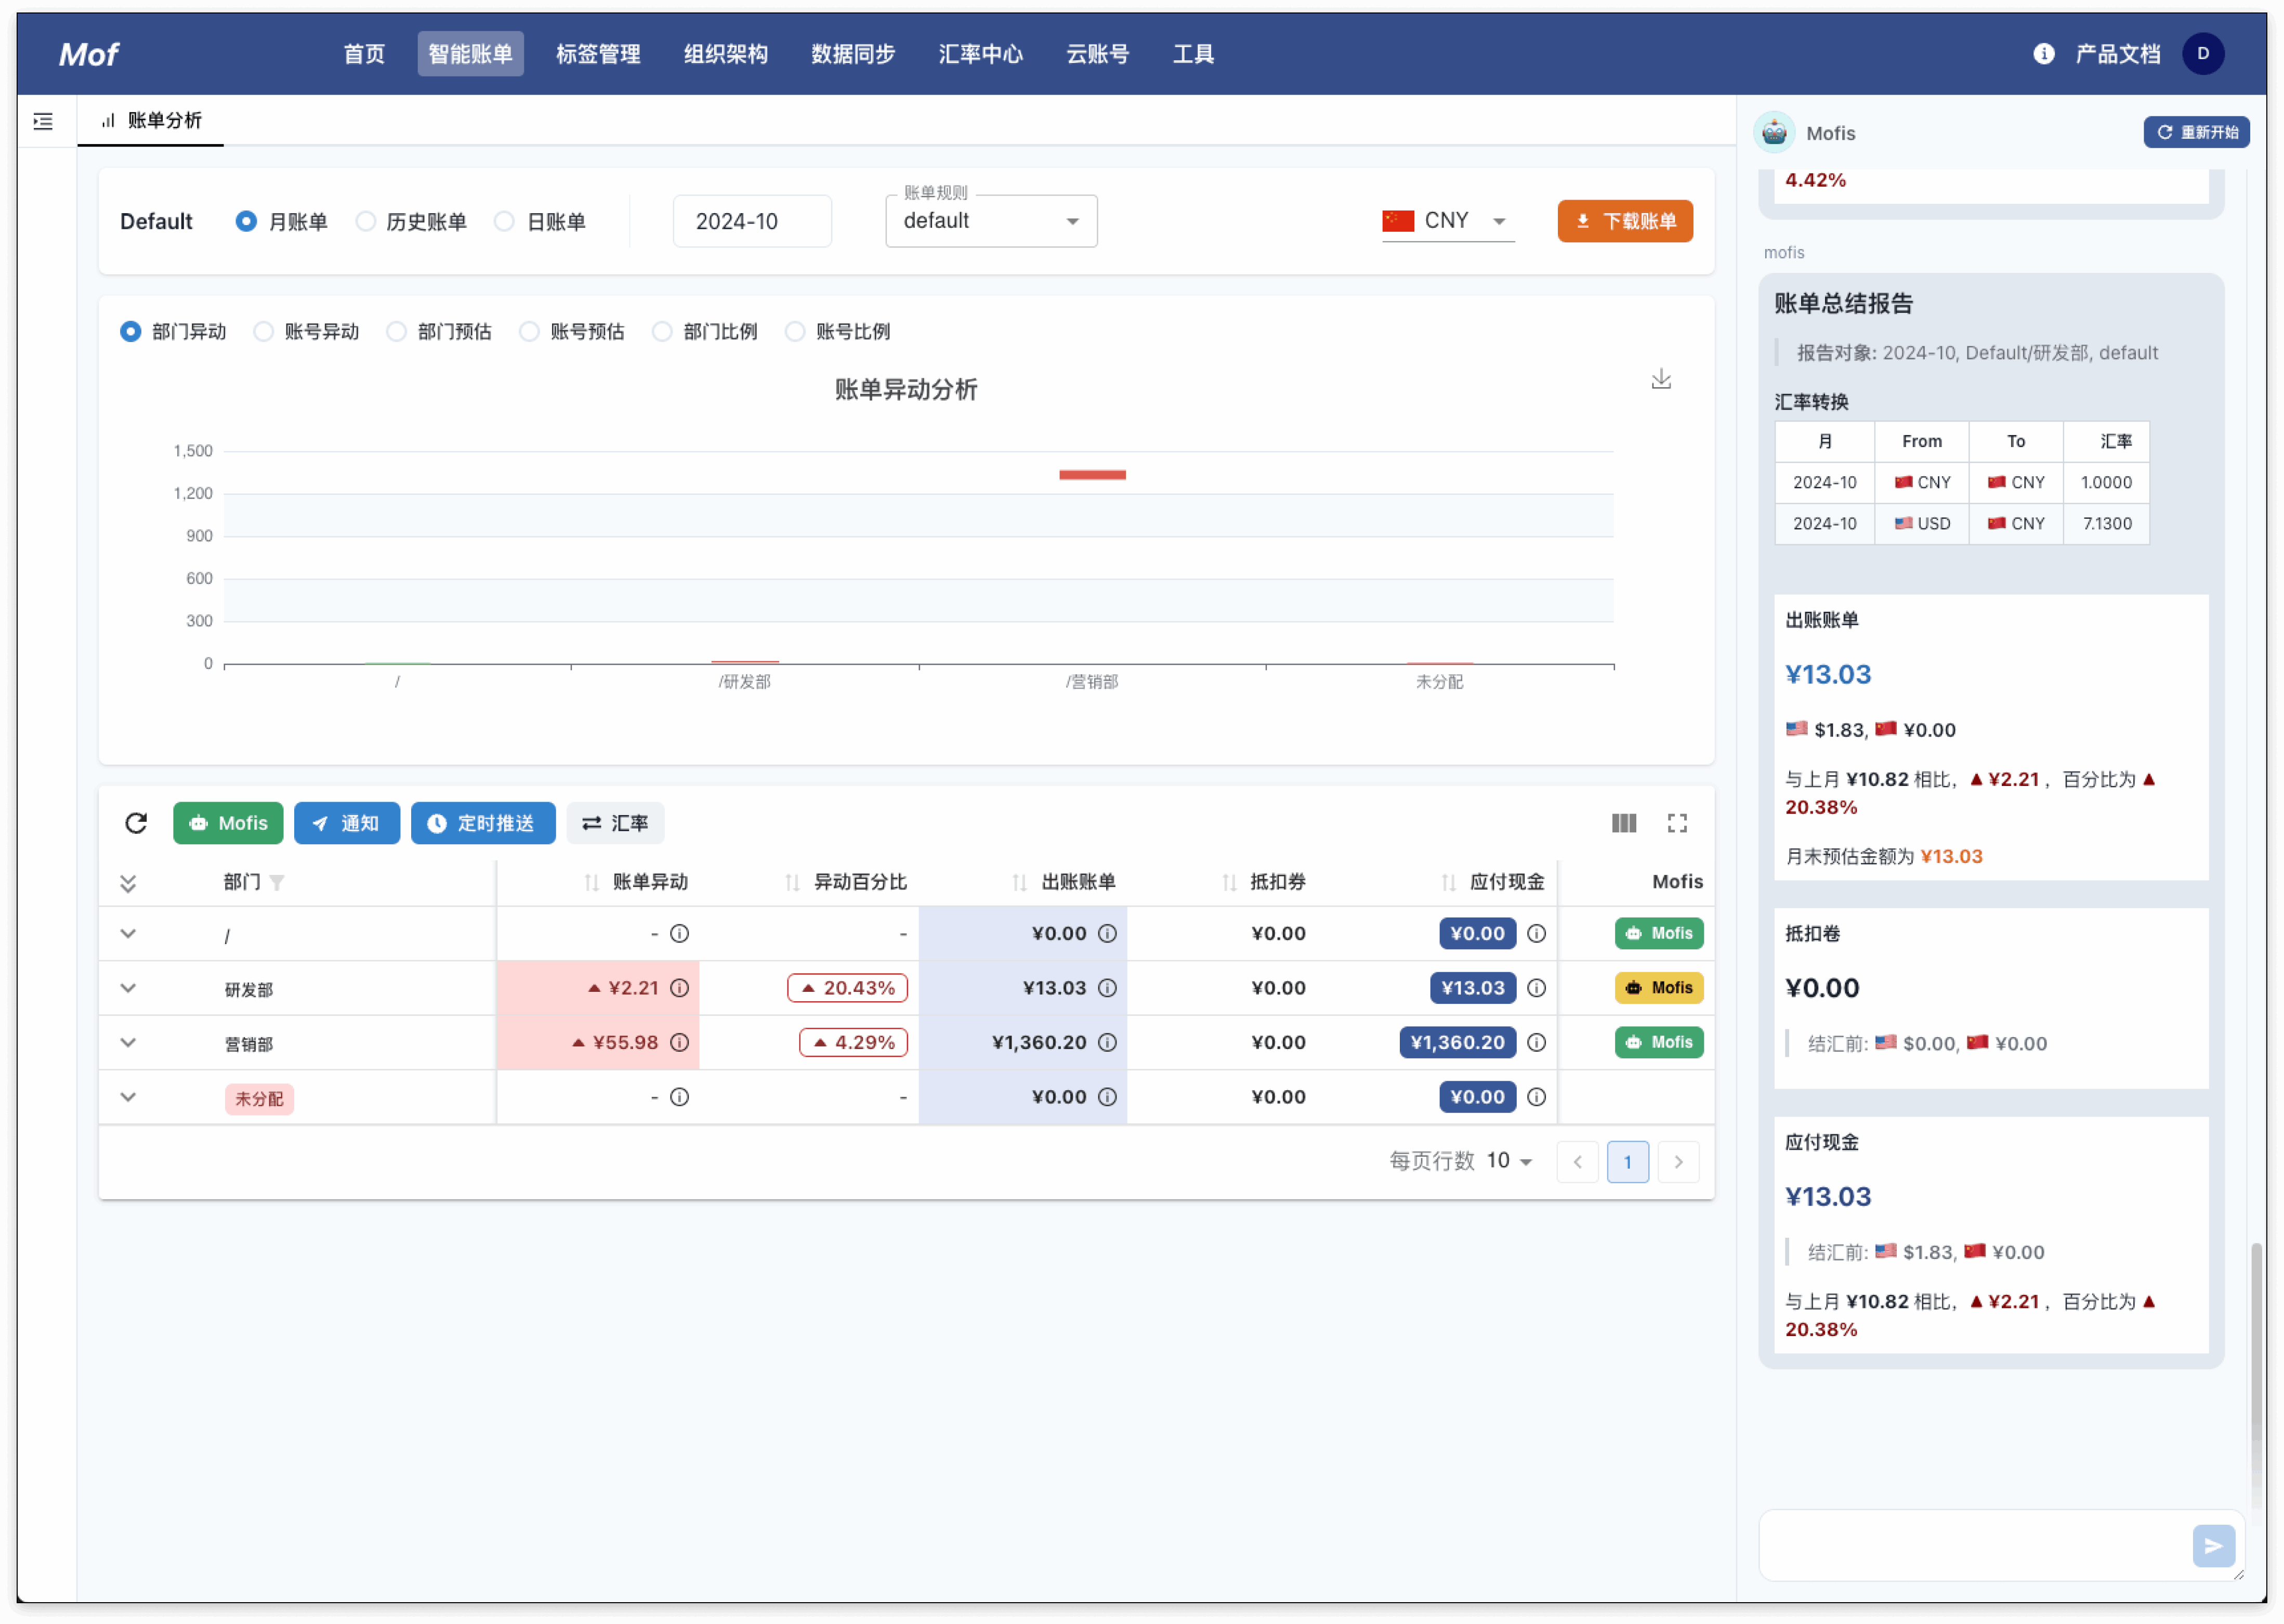 Mof
首页 智能账单 标签管理 组织架构 数据同步 汇率中心 云账号 工具
产品文档 D
账单分析
Default 月账单 历史账单 日账单 2024-10 账单规则 default CNY 下载账单
部门异动 账号异动 部门预估 账号预估 部门比例 账号比例
账单异动分析
1,500
1,200
900
600
300
0
/ /研发部 /营销部 未分配
Mofis 通知 定时推送 汇率
部门 账单异动 异动百分比 出账账单 抵扣券 应付现金 Mofis
/ - - ¥0.00 ¥0.00 ¥0.00 Mofis
研发部 ▲ ¥2.21 ▲ 20.43% ¥13.03 ¥0.00 ¥13.03 Mofis
营销部 ▲ ¥55.98 ▲ 4.29% ¥1,360.20 ¥0.00 ¥1,360.20 Mofis
未分配 - - ¥0.00 ¥0.00 ¥0.00
每页行数 10 1
Mofis 重新开始
4.42%
mofis
账单总结报告
报告对象: 2024-10, Default/研发部, default
汇率转换
月 From To 汇率
2024-10 🇨🇳 CNY 🇨🇳 CNY 1.0000
2024-10 🇺🇸 USD 🇨🇳 CNY 7.1300
出账账单
¥13.03
🇺🇸 $1.83, 🇨🇳 ¥0.00
与上月 ¥10.82 相比, ▲ ¥2.21 , 百分比为 ▲
20.38%
月末预估金额为 ¥13.03
抵扣卷
¥0.00
结汇前: 🇺🇸 $0.00, 🇨🇳 ¥0.00
应付现金
¥13.03
结汇前: 🇺🇸 $1.83, 🇨🇳 ¥0.00
与上月 ¥10.82 相比, ▲ ¥2.21 , 百分比为 ▲
20.38%